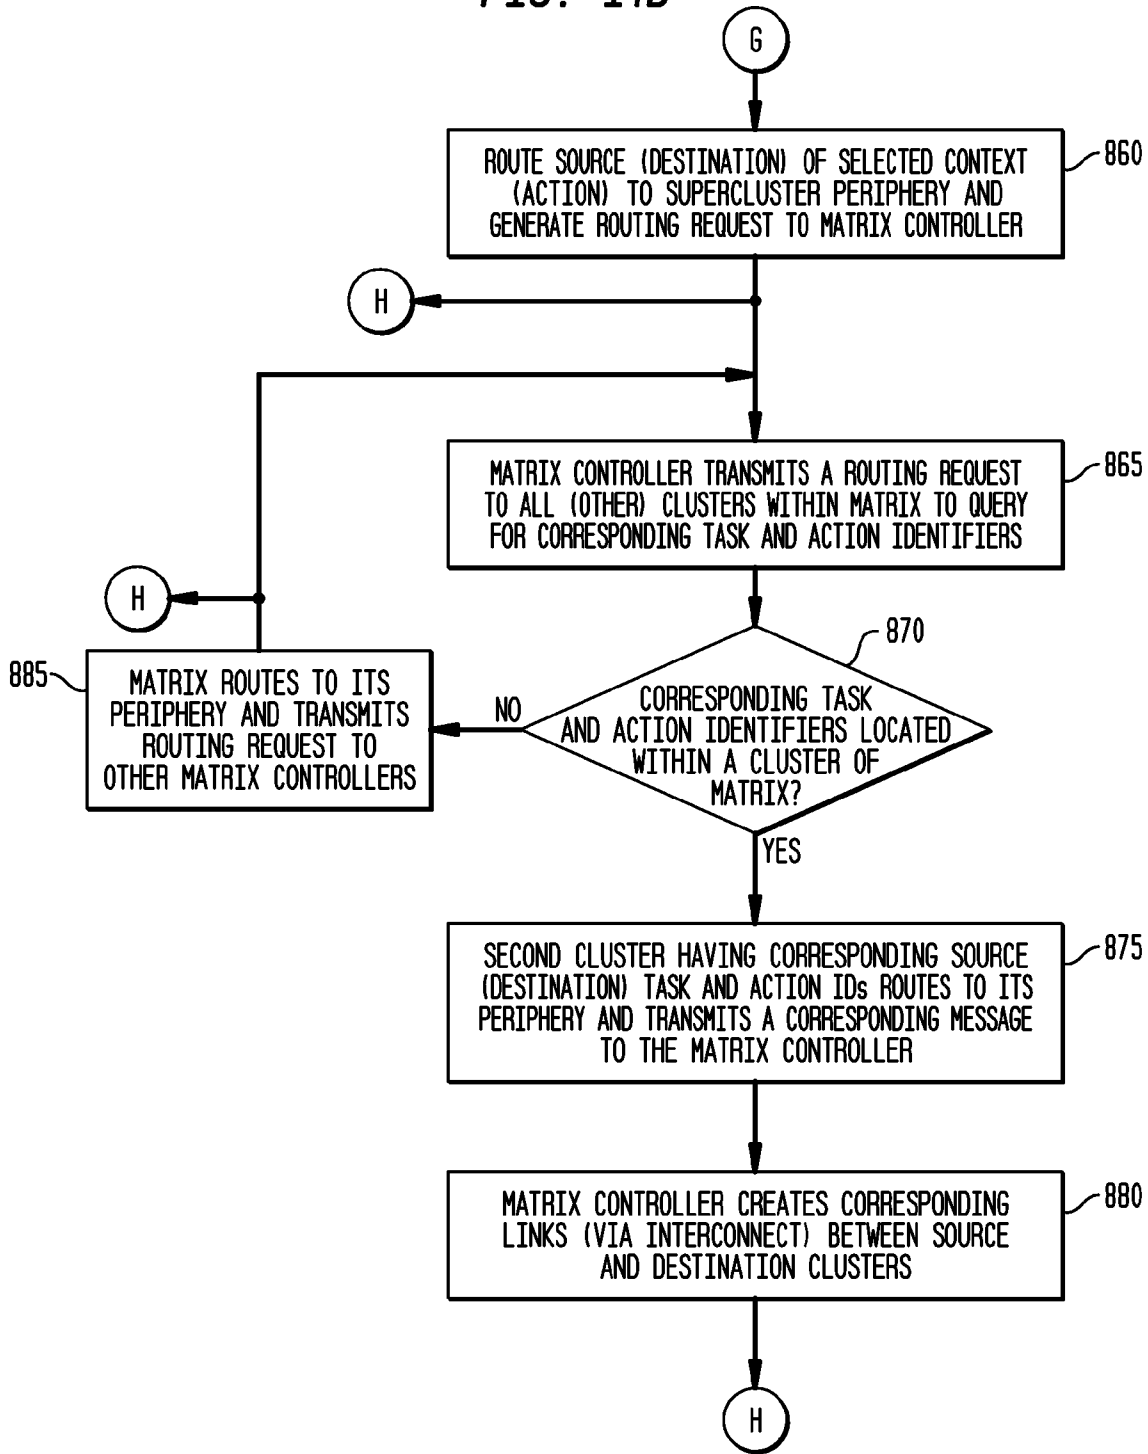 G
ROUTE SOURCE (DESTINATION) OF SELECTED CONTEXT
(ACTION) TO SUPERCLUSTER PERIPHERY AND
GENERATE ROUTING REQUEST TO MATRIX CONTROLLER
860
H
MATRIX CONTROLLER TRANSMITS A ROUTING REQUEST
TO ALL (OTHER) CLUSTERS WITHIN MATRIX TO QUERY
FOR CORRESPONDING TASK AND ACTION IDENTIFIERS
865
H
870
CORRESPONDING TASK
AND ACTION IDENTIFIERS LOCATED
WITHIN A CLUSTER OF
MATRIX?
NO
885
MATRIX ROUTES TO ITS
PERIPHERY AND TRANSMITS
ROUTING REQUEST TO
OTHER MATRIX CONTROLLERS
YES
SECOND CLUSTER HAVING CORRESPONDING SOURCE
(DESTINATION) TASK AND ACTION IDs ROUTES TO ITS
PERIPHERY AND TRANSMITS A CORRESPONDING MESSAGE
TO THE MATRIX CONTROLLER
875
MATRIX CONTROLLER CREATES CORRESPONDING
LINKS (VIA INTERCONNECT) BETWEEN SOURCE
AND DESTINATION CLUSTERS
880
H